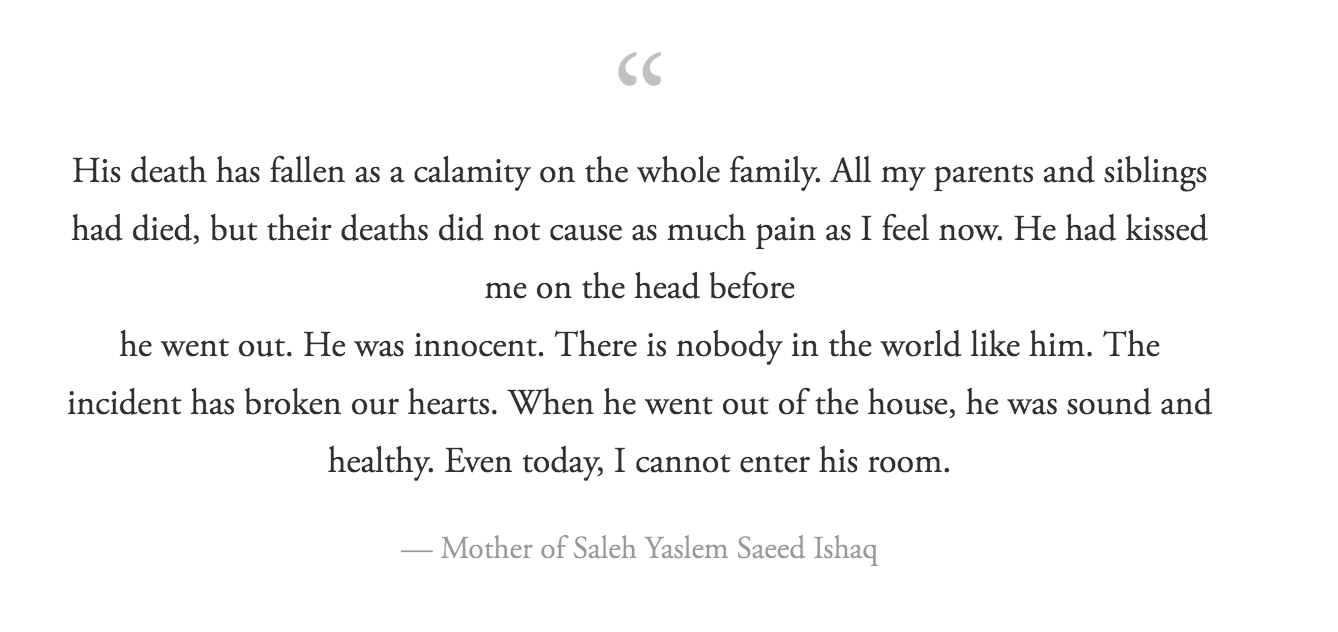 “
His death has fallen as a calamity on the whole family. All my parents and siblings
had died, but their deaths did not cause as much pain as I feel now. He had kissed
me on the head before
he went out. He was innocent. There is nobody in the world like him. The
incident has broken our hearts. When he went out of the house, he was sound and
healthy. Even today, I cannot enter his room.
— Mother of Saleh Yaslem Saeed Ishaq